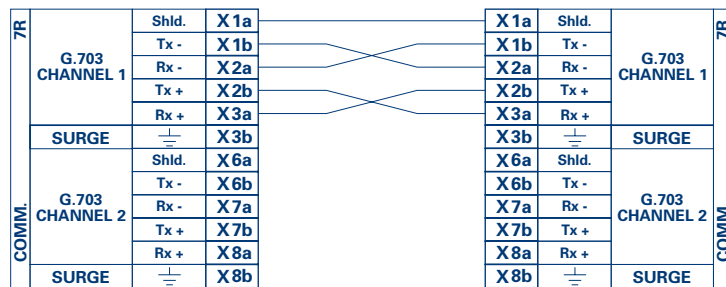 7R Shld. X1a X1a Shld. 7R
Tx - X1b X1b Tx -
G.703 CHANNEL 1 Rx - X2a X2a Rx - G.703 CHANNEL 1
Tx + X2b X2b Tx +
Rx + X3a X3a Rx +
SURGE X3b X3b SURGE
Shld. X6a X6a Shld.
Tx - X6b X6b Tx -
G.703 CHANNEL 2 Rx - X7a X7a Rx - G.703 CHANNEL 2
COMM. Tx + X7b X7b Tx + COMM.
Rx + X8a X8a Rx +
SURGE X8b X8b SURGE